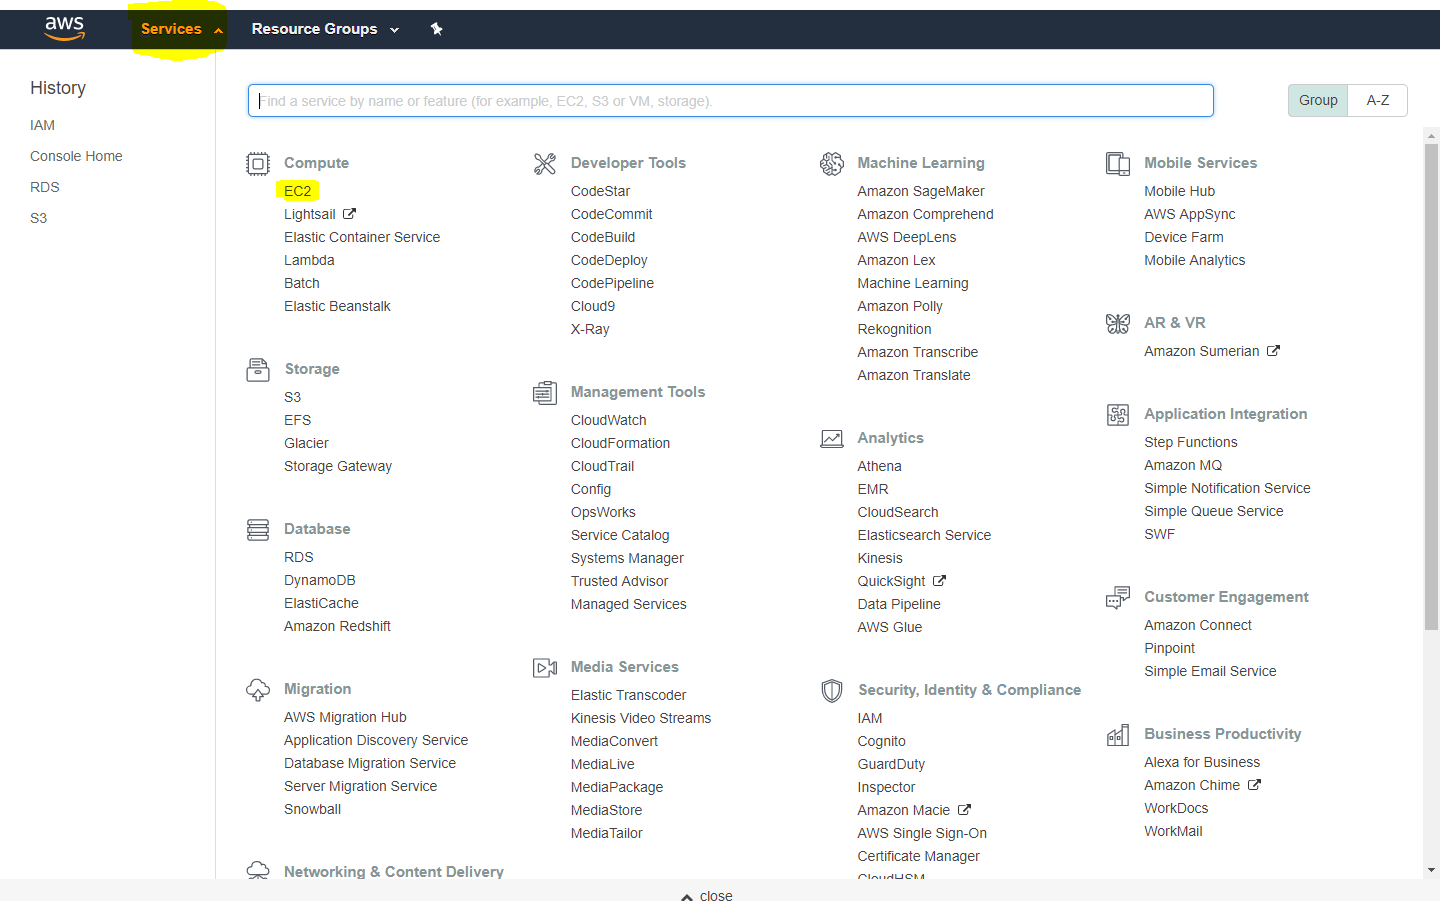 aws
Services
Resource Groups
History
IAM
Console Home
RDS
S3
Find a service by name or feature (for example, EC2, S3 or VM, storage).
Group
A-Z
Compute
EC2
Lightsail
Elastic Container Service
Lambda
Batch
Elastic Beanstalk
Storage
S3
EFS
Glacier
Storage Gateway
Database
RDS
DynamoDB
ElastiCache
Amazon Redshift
Migration
AWS Migration Hub
Application Discovery Service
Database Migration Service
Server Migration Service
Snowball
Networking & Content Delivery
Developer Tools
CodeStar
CodeCommit
CodeBuild
CodeDeploy
CodePipeline
Cloud9
X-Ray
Management Tools
CloudWatch
CloudFormation
CloudTrail
Config
OpsWorks
Service Catalog
Systems Manager
Trusted Advisor
Managed Services
Media Services
Elastic Transcoder
Kinesis Video Streams
MediaConvert
MediaLive
MediaPackage
MediaStore
MediaTailor
Machine Learning
Amazon SageMaker
Amazon Comprehend
AWS DeepLens
Amazon Lex
Machine Learning
Amazon Polly
Rekognition
Amazon Transcribe
Amazon Translate
Analytics
Athena
EMR
CloudSearch
Elasticsearch Service
Kinesis
QuickSight
Data Pipeline
AWS Glue
Security, Identity & Compliance
IAM
Cognito
GuardDuty
Inspector
Amazon Macie
AWS Single Sign-On
Certificate Manager
CloudHSM
Mobile Services
Mobile Hub
AWS AppSync
Device Farm
Mobile Analytics
AR & VR
Amazon Sumerian
Application Integration
Step Functions
Amazon MQ
Simple Notification Service
Simple Queue Service
SWF
Customer Engagement
Amazon Connect
Pinpoint
Simple Email Service
Business Productivity
Alexa for Business
Amazon Chime
WorkDocs
WorkMail
close